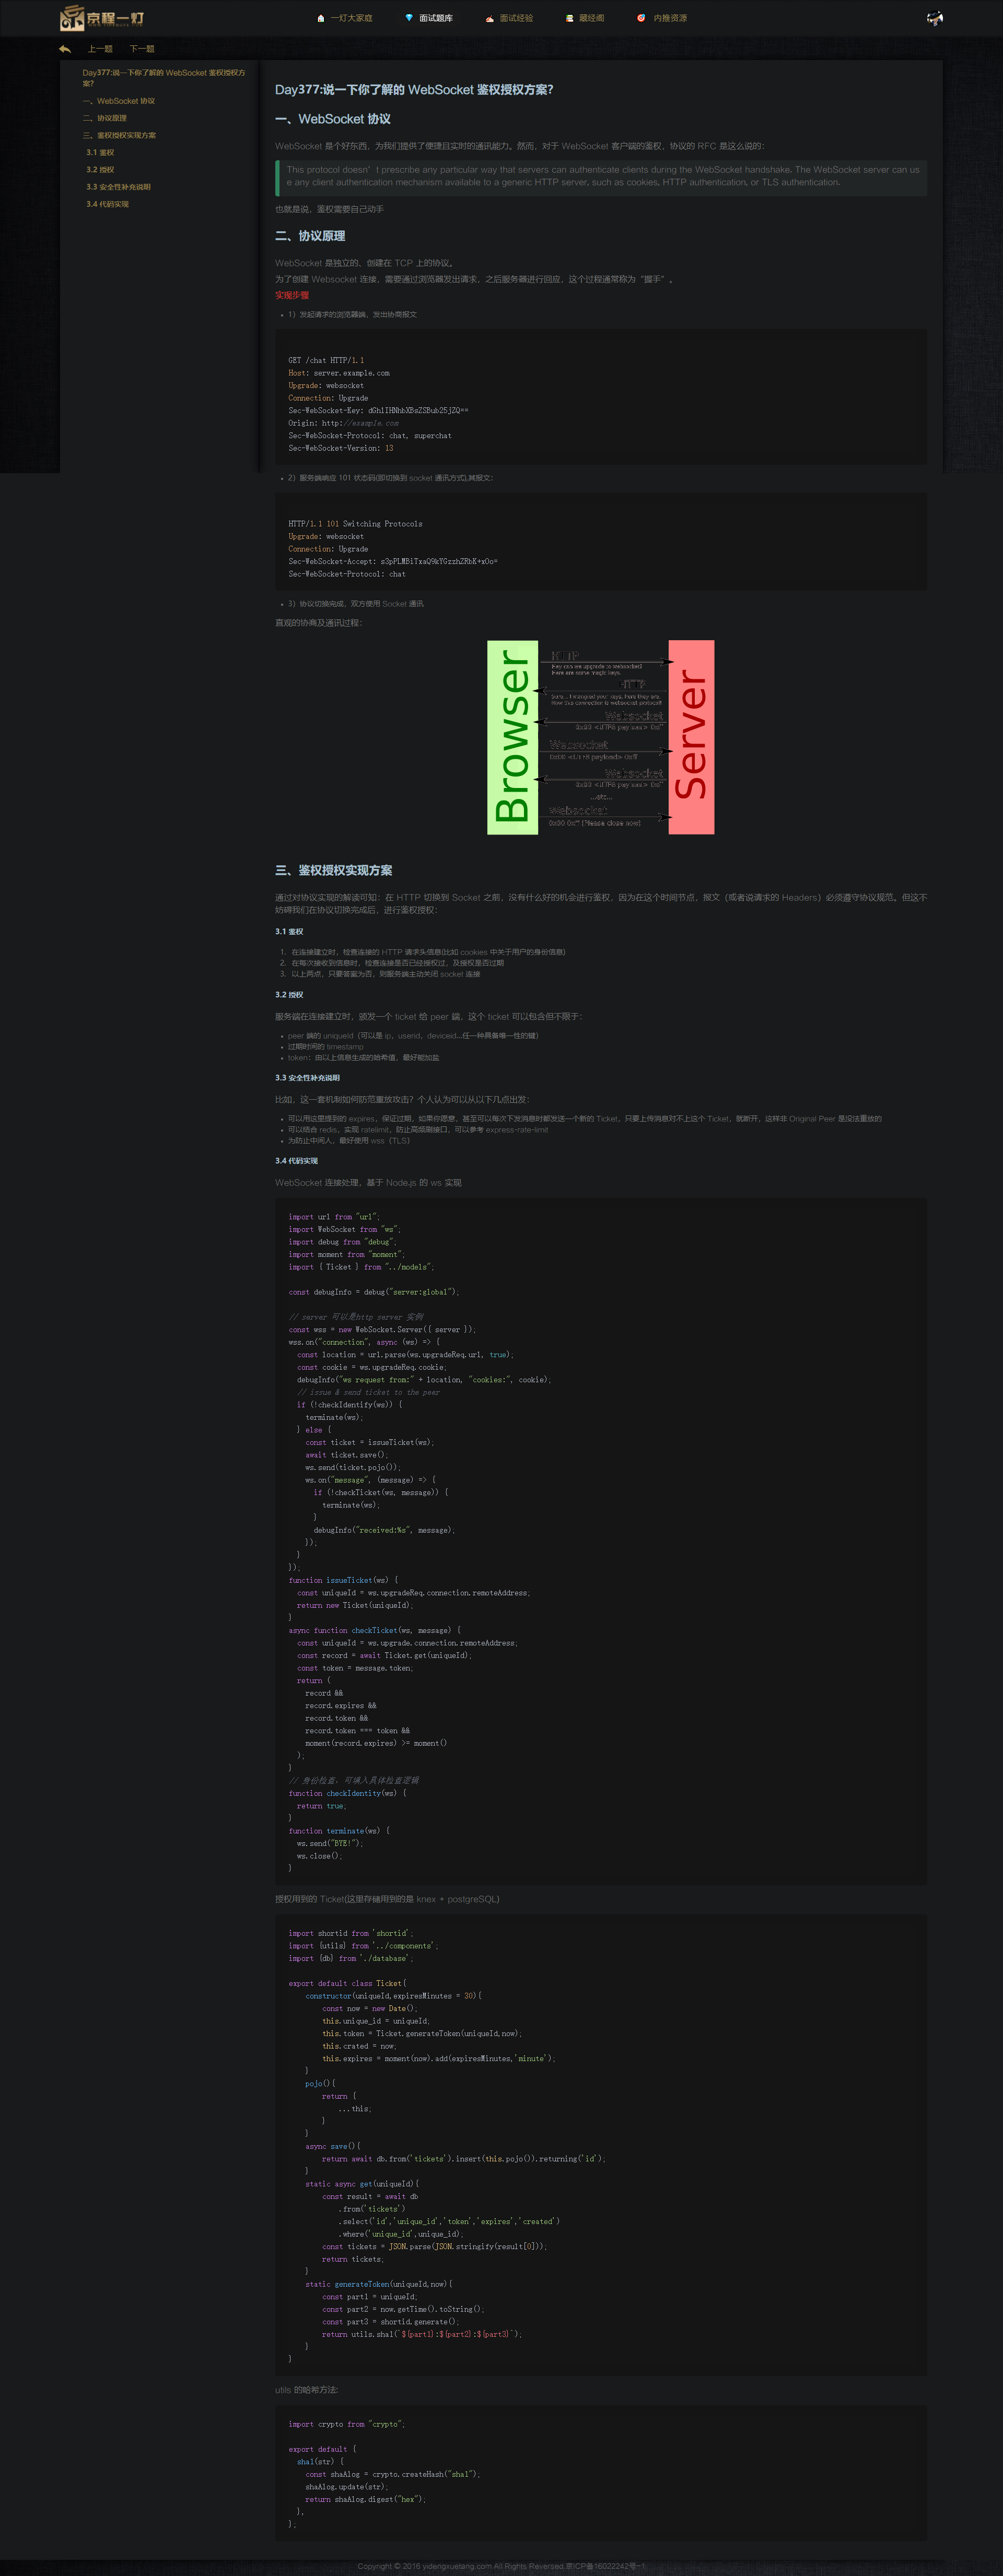 京程一灯
一灯大家庭
面试题库
面试经验
藏经阁
内推资源
上一题
下一题
Day377:说一下你了解的 WebSocket 鉴权授权方
案?
一、WebSocket 协议
二、协议原理
三、鉴权授权实现方案
3.1 鉴权
3.2 授权
3.3 安全性补充说明
3.4 代码实现
Day377:说一下你了解的 WebSocket 鉴权授权方案?
一、WebSocket 协议
WebSocket 是个好东西，为我们提供了便捷且实时的通讯能力。然而，对于 WebSocket 客户端的鉴权，协议的 RFC 是这么说的：
This protocol doesn't prescribe any particular way that servers can authenticate clients during the WebSocket handshake. The WebSocket server can us
e any client authentication mechanism available to a generic HTTP server, such as cookies, HTTP authentication, or TLS authentication.
也就是说，鉴权需要自己动手
二、协议原理
WebSocket 是独立的、创建在 TCP 上的协议。
为了创建 Websocket 连接，需要通过浏览器发出请求，之后服务器进行回应，这个过程通常称为“握手”。
实现步骤
1）发起请求的浏览器端，发出协商报文
GET /chat HTTP/1.1
Host: server.example.com
Upgrade: websocket
Connection: Upgrade
Sec-WebSocket-Key: dGhlIHNhbXBsZSBub25jZQ==
Origin: http://example.com
Sec-WebSocket-Protocol: chat, superchat
Sec-WebSocket-Version: 13
2）服务端响应 101 状态码(即切换到 socket 通讯方式),其报文：
HTTP/1.1 101 Switching Protocols
Upgrade: websocket
Connection: Upgrade
Sec-WebSocket-Accept: s3pPLMBiTxaQ9kYGzzhZRbK+xOo=
Sec-WebSocket-Protocol: chat
3）协议切换完成，双方使用 Socket 通讯
直观的协商及通讯过程：
Browser
Server
HTTP
Hey can we upgrade to websocket?
Here are some magic keys.
HTTP
Websocket
Websocket
Websocket
...etc...
Websocket
三、鉴权授权实现方案
通过对协议实现的解读可知：在 HTTP 切换到 Socket 之前，没有什么好的机会进行鉴权，因为在这个时间节点，报文（或者说请求的 Headers）必须遵守协议规范。但这不
妨碍我们在协议切换完成后，进行鉴权授权：
3.1 鉴权
1. 在连接建立时，检查连接的 HTTP 请求头信息(比如 cookies 中关于用户的身份信息)
2. 在每次接收到信息时，检查连接是否已经授权过，及授权是否过期
3. 以上两点，只要答案为否，则服务端主动关闭 socket 连接
3.2 授权
服务端在连接建立时，颁发一个 ticket 给 peer 端，这个 ticket 可以包含但不限于：
peer 端的 uniqueId（可以是 ip，userid，deviceid...任一种具备唯一性的键）
过期时间的 timestamp
token：由以上信息生成的哈希值，最好能加盐
3.3 安全性补充说明
比如，这一套机制如何防范重放攻击？个人认为可以从以下几点出发：
可以用这里提到的 expires，保证过期，如果你愿意，甚至可以每次下发消息时都发送一个新的 Ticket，只要上传消息对不上这个 Ticket，就断开，这样非 Original Peer 是没法重放的
可以结合 redis，实现 ratelimit，防止高频刷接口，可以参考 express-rate-limit
为防止中间人，最好使用 wss（TLS）
3.4 代码实现
WebSocket 连接处理，基于 Node.js 的 ws 实现
import url from "url";
import WebSocket from "ws";
import debug from "debug";
import moment from "moment";
import { Ticket } from "../models";
const debugInfo = debug("server:global");
// server 可以是http server 实例
const wss = new WebSocket.Server({ server });
wss.on("connection", async (ws) => {
const location = url.parse(ws.upgradeReq.url, true);
const cookie = ws.upgradeReq.cookie;
debugInfo("ws request from:" + location, "cookies:", cookie);
// issue & send ticket to the peer
if (!checkIdentify(ws)) {
terminate(ws);
} else {
const ticket = issueTicket(ws);
await ticket.save();
ws.send(ticket.pojo());
ws.on("message", (message) => {
if (!checkTicket(ws, message)) {
terminate(ws);
}
debugInfo("received:%s", message);
});
}
});
function issueTicket(ws) {
const uniqueId = ws.upgradeReq.connection.remoteAddress;
return new Ticket(uniqueId);
}
async function checkTicket(ws, message) {
const uniqueId = ws.upgrade.connection.remoteAddress;
const record = await Ticket.get(uniqueId);
const token = message.token;
return (
record &&
record.expires &&
record.token &&
record.token === token &&
moment(record.expires) >= moment()
);
}
// 身份检查，可填入具体检查逻辑
function checkIdentity(ws) {
return true;
}
function terminate(ws) {
ws.send("BYE!");
ws.close();
}
授权用到的 Ticket(这里存储用到的是 knex + postgreSQL)
import shortid from 'shortid';
import {utils} from '../components';
import {db} from './database';
export default class Ticket{
constructor(uniqueId,expiresMinutes = 30){
const now = new Date();
this.unique_id = uniqueId;
this.token = Ticket.generateToken(uniqueId,now);
this.crated = now;
this.expires = moment(now).add(expiresMinutes,'minute');
}
pojo(){
return {
...this;
}
}
async save(){
return await db.from('tickets').insert(this.pojo()).returning('id');
}
static async get(uniqueId){
const result = await db
.from('tickets')
.select('id','unique_id','token','expires','created')
.where('unique_id',unique_id);
const tickets = JSON.parse(JSON.stringify(result[0]));
return tickets;
}
static generateToken(uniqueId,now){
const part1 = uniqueId;
const part2 = now.getTime().toString();
const part3 = shortid.generate();
return utils.sha1(`${part1}:${part2}:${part3}`);
}
}
utils 的哈希方法:
import crypto from "crypto";
export default {
sha1(str) {
const shaAlog = crypto.createHash("sha1");
shaAlog.update(str);
return shaAlog.digest("hex");
},
};
Copyright © 2016 yidengxuetang.com All Rights Reversed.京ICP备16022242号-1